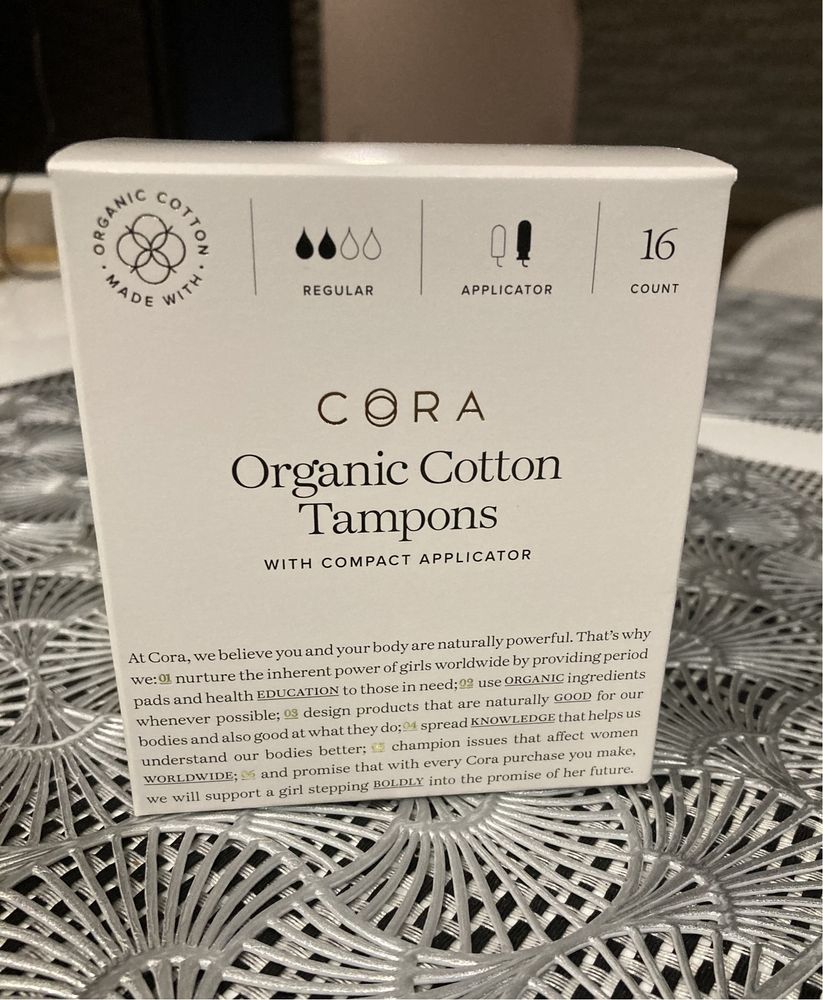 ORGANIC COTTON
• MADE WITH •
REGULAR
APPLICATOR
16
COUNT
CORA
Organic Cotton
Tampons
WITH COMPACT APPLICATOR
At Cora, we believe you and your body are naturally powerful. That's why
we: 01 nurture the inherent power of girls worldwide by providing period
pads and health EDUCATION to those in need; 02 use ORGANIC ingredients
whenever possible; 03 design products that are naturally GOOD for our
bodies and also good at what they do; 04 spread KNOWLEDGE that helps us
understand our bodies better; champion issues that affect women
WORLDWIDE; and promise that with every Cora purchase you make,
we will support a girl stepping BOLDLY into the promise of her future.